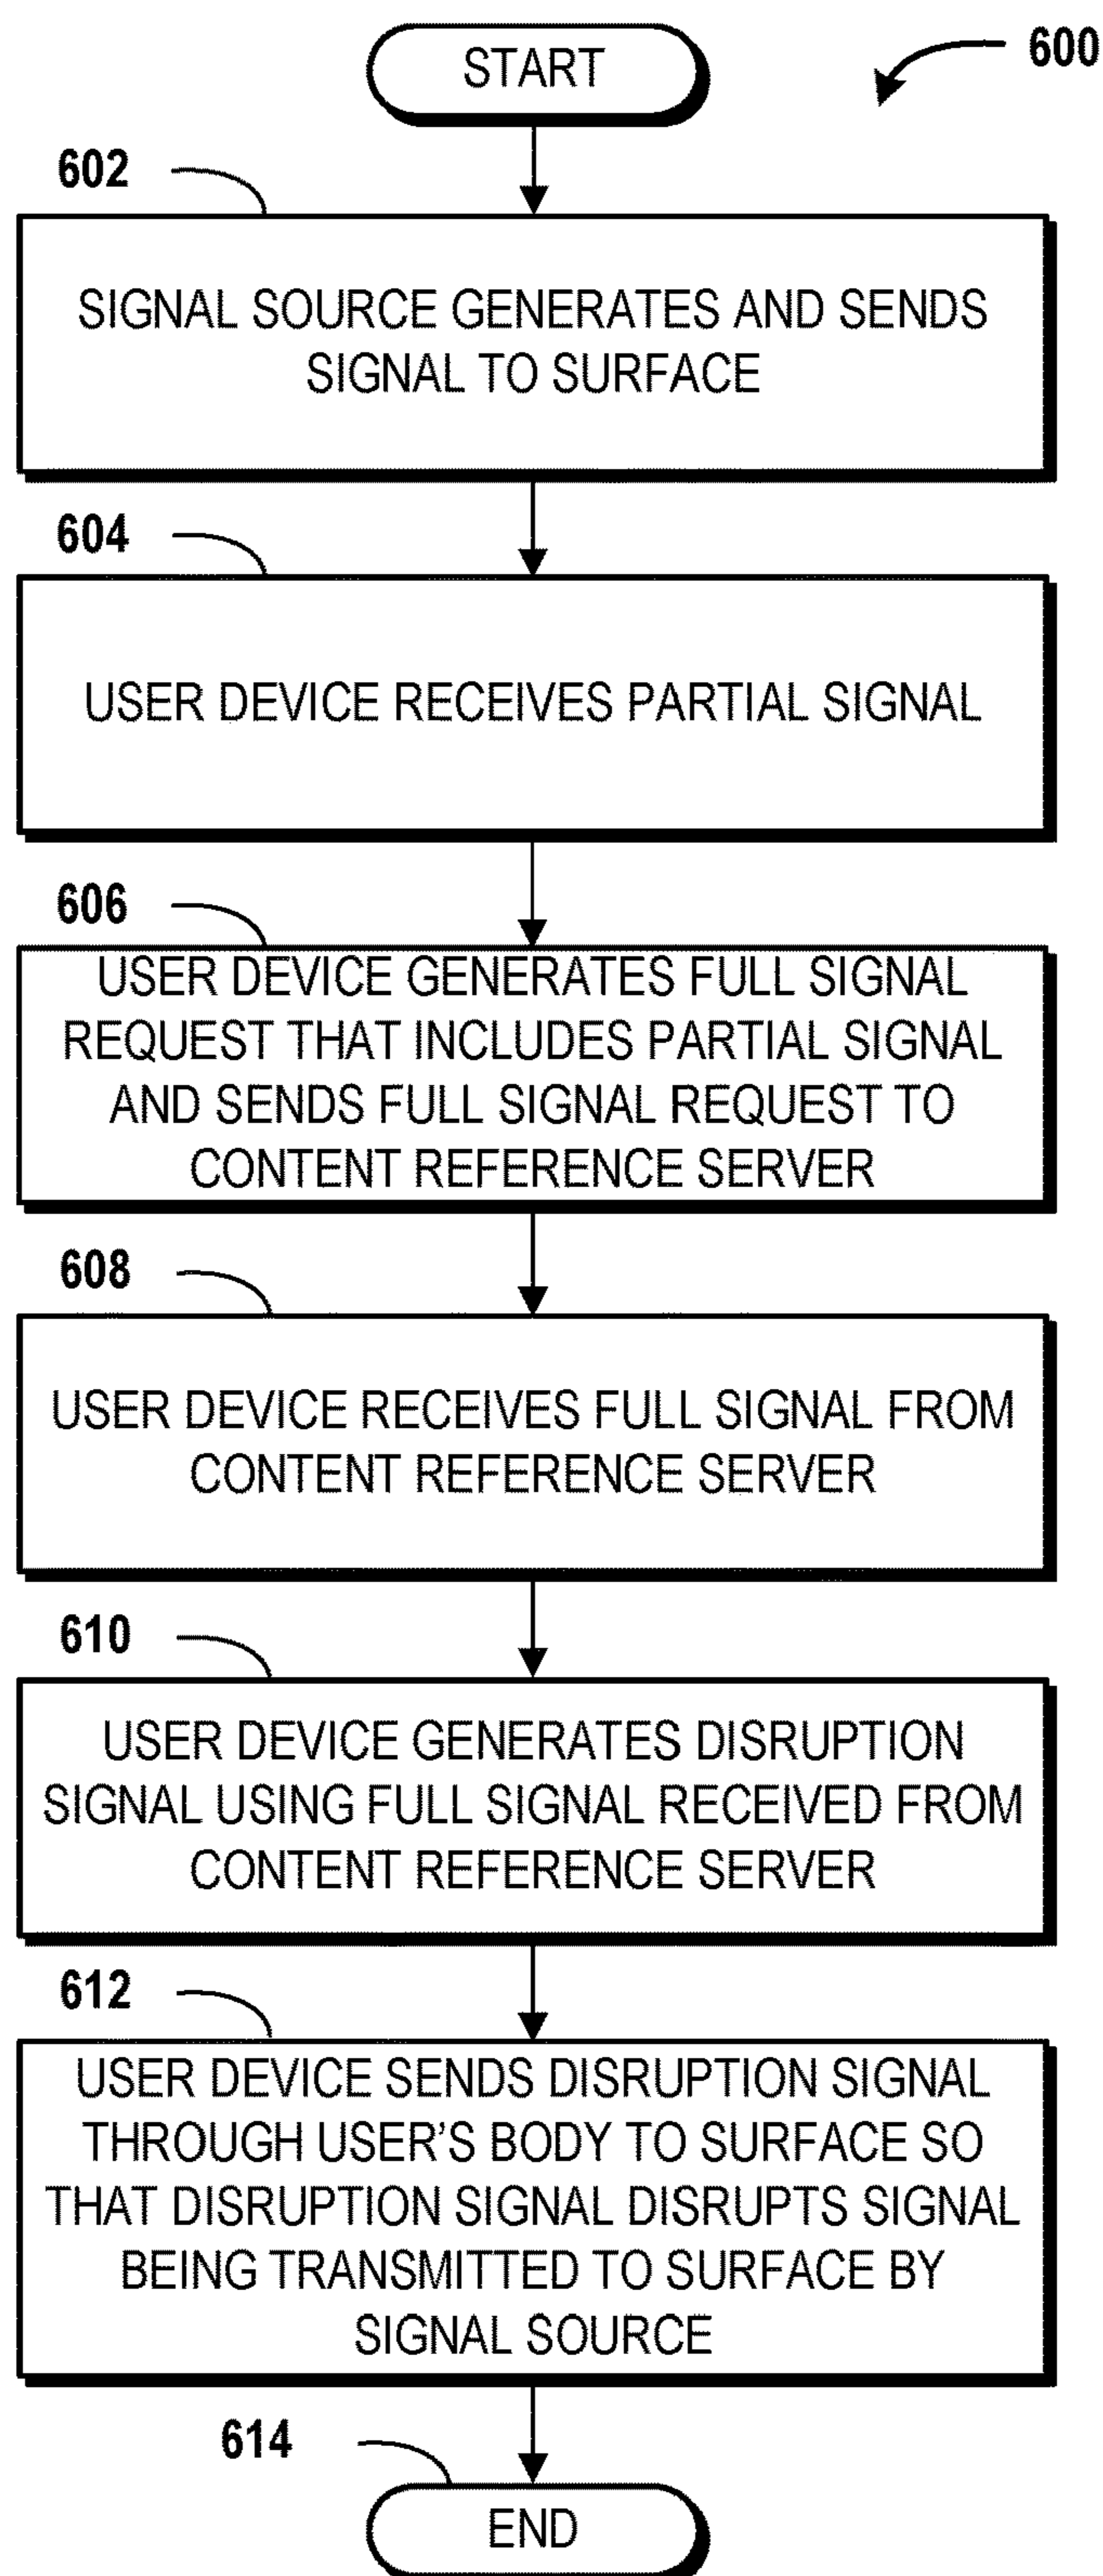 START
600
602
SIGNAL SOURCE GENERATES AND SENDS
SIGNAL TO SURFACE
604
USER DEVICE RECEIVES PARTIAL SIGNAL
606
USER DEVICE GENERATES FULL SIGNAL
REQUEST THAT INCLUDES PARTIAL SIGNAL
AND SENDS FULL SIGNAL REQUEST TO
CONTENT REFERENCE SERVER
608
USER DEVICE RECEIVES FULL SIGNAL FROM
CONTENT REFERENCE SERVER
610
USER DEVICE GENERATES DISRUPTION
SIGNAL USING FULL SIGNAL RECEIVED FROM
CONTENT REFERENCE SERVER
612
USER DEVICE SENDS DISRUPTION SIGNAL
THROUGH USER'S BODY TO SURFACE SO
THAT DISRUPTION SIGNAL DISRUPTS SIGNAL
BEING TRANSMITTED TO SURFACE BY
SIGNAL SOURCE
614
END